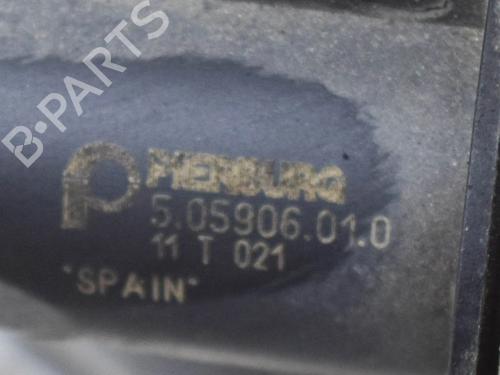 B-PARTS
PIERBURG
5.05906.01.0
11 T 021
"SPAIN"